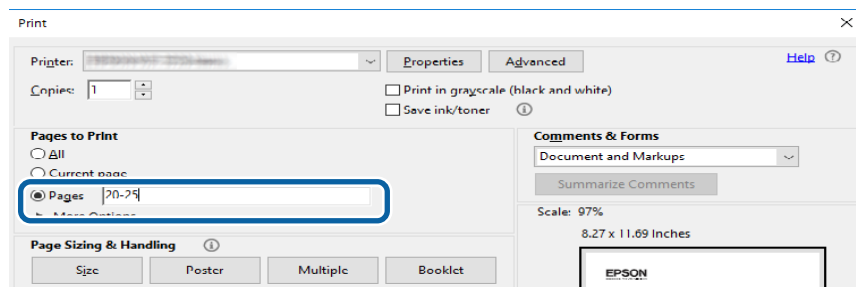 Print
Printer: Properties Advanced Help
Copies: 1 Print in grayscale (black and white)
Save ink/toner
Pages to Print
All
Current page
Pages 20-25
More Options
Comments & Forms
Document and Markups
Summarize Comments
Scale: 97%
8.27 x 11.69 Inches
Page Sizing & Handling
Size Poster Multiple Booklet
EPSON